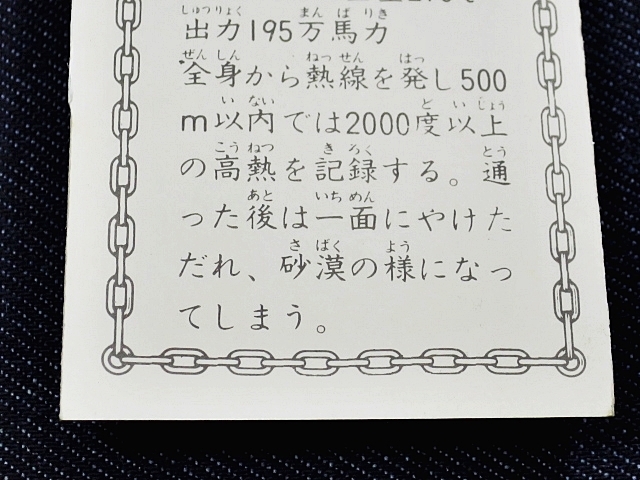 出力195万馬力
全身から熱線を発し500
m以内では2000度以上
の高熱を記録する。通
った後は一面にやけた
だれ、砂漠の様になっ
てしまう。